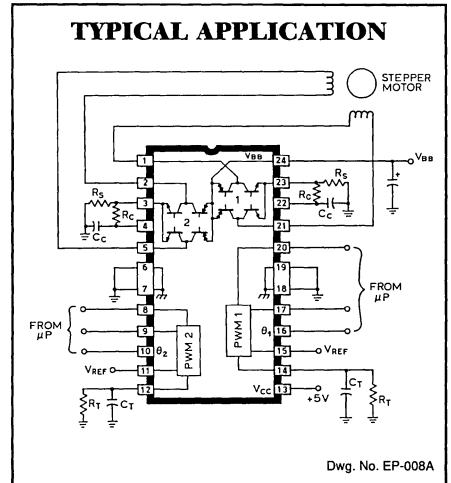 TYPICAL APPLICATION
STEPPER
MOTOR
1 VBB 24 VBB
+
2 23 RS
RS 3 1 RC
RC 22 CC
CC 4 2 21
5 20
6 19
7 18
FROM
μP
8 17
FROM
μP
9 PWM 2 PWM 1 θ1 16
10 θ2 15 VREF
VREF 11 14
12 VCC 13 +5V
RT CT CT RT
Dwg. No. EP-008A